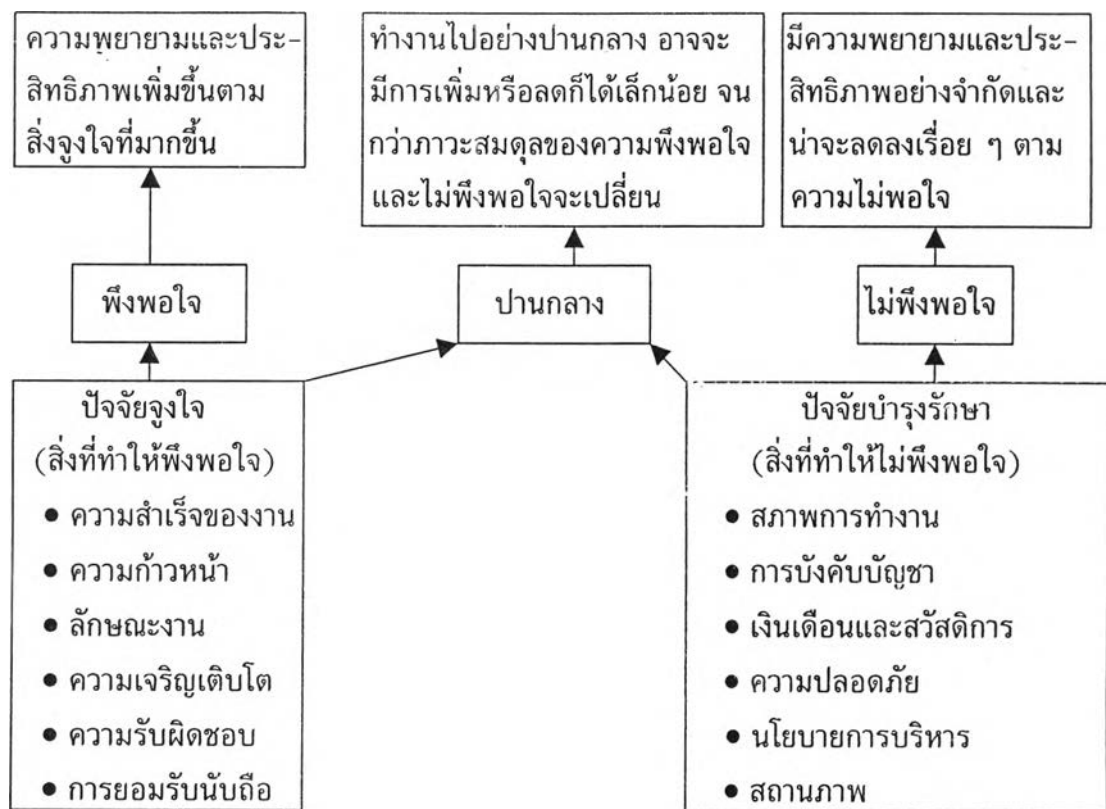 ความพยายามและประ-
สิทธิภาพเพิ่มขึ้นตาม
สิ่งจูงใจที่มากขึ้น
ทำงานไปอย่างปานกลาง อาจจะ
มีการเพิ่มหรือลดก็ได้เล็กน้อย จน
กว่าภาวะสมดุลของความพึงพอใจ
และไม่พึงพอใจจะเปลี่ยน
มีความพยายามและประ-
สิทธิภาพอย่างจำกัดและ
น่าจะลดลงเรื่อย ๆ ตาม
ความไม่พอใจ
พึงพอใจ
ปานกลาง
ไม่พึงพอใจ
ปัจจัยจูงใจ
(สิ่งที่ทำให้พึงพอใจ)
● ความสำเร็จของงาน
● ความก้าวหน้า
● ลักษณะงาน
● ความเจริญเติบโต
● ความรับผิดชอบ
● การยอมรับนับถือ
ปัจจัยบำรุงรักษา
(สิ่งที่ทำให้ไม่พึงพอใจ)
● สภาพการทำงาน
● การบังคับบัญชา
● เงินเดือนและสวัสดิการ
● ความปลอดภัย
● นโยบายการบริหาร
● สถานภาพ